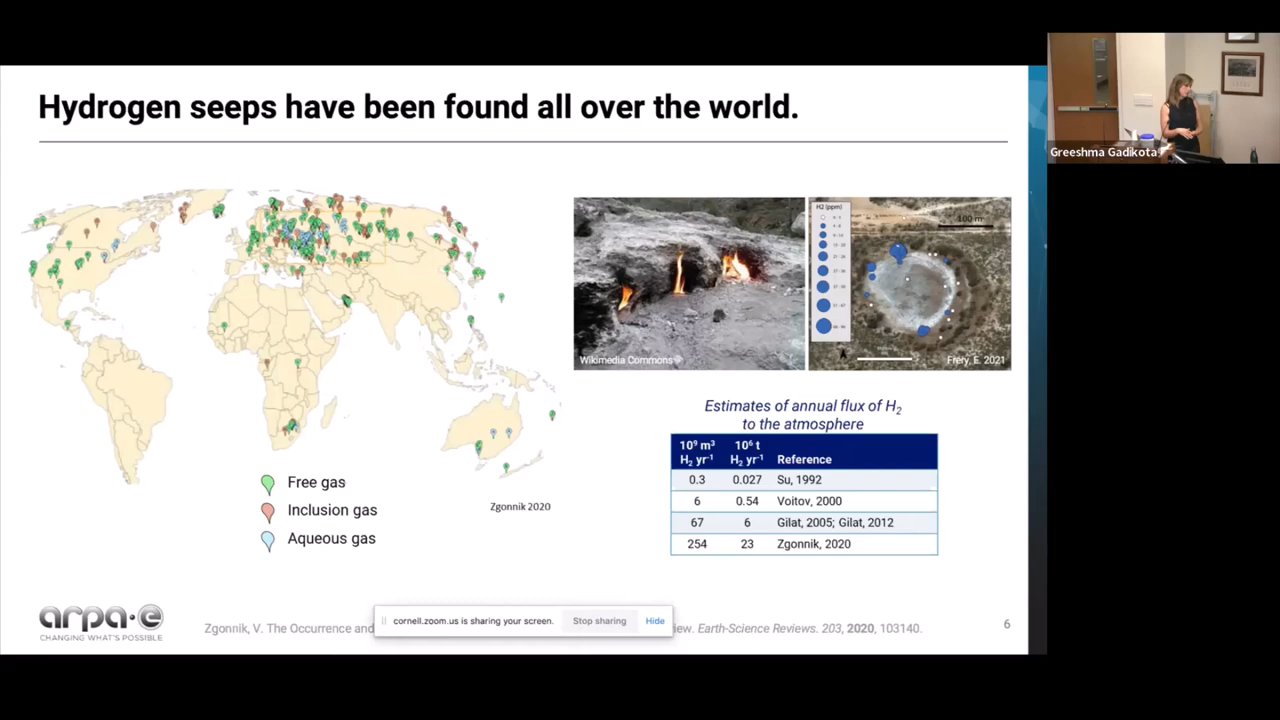 Hydrogen seeps have been found all over the world.
Greeshma Gadikota
H2 (ppm)
100 m
Wikimedia Commons
Frery, E. 2021
Free gas
Inclusion gas
Aqueous gas
Zgonnik 2020
Estimates of annual flux of H2
to the atmosphere
10⁹ m³ 10⁶ t
H2 yr⁻¹ H2 yr⁻¹ Reference
0.3 0.027 Su, 1992
6 0.54 Voitov, 2000
67 6 Gilat, 2005; Gilat, 2012
254 23 Zgonnik, 2020
arpa·e
CHANGING WHAT'S POSSIBLE
Zgonnik, V. The Occurrence and
cornell.zoom.us is sharing your screen. Stop sharing Hide
iew. Earth-Science Reviews. 203, 2020, 103140.
6